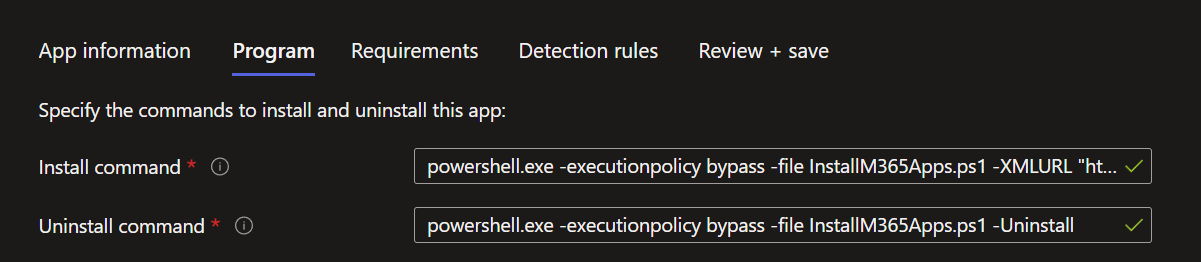 App information Program Requirements Detection rules Review + save
Specify the commands to install and uninstall this app:
Install command * powershell.exe -executionpolicy bypass -file InstallM365Apps.ps1 -XMLURL "ht...
Uninstall command * powershell.exe -executionpolicy bypass -file InstallM365Apps.ps1 -Uninstall